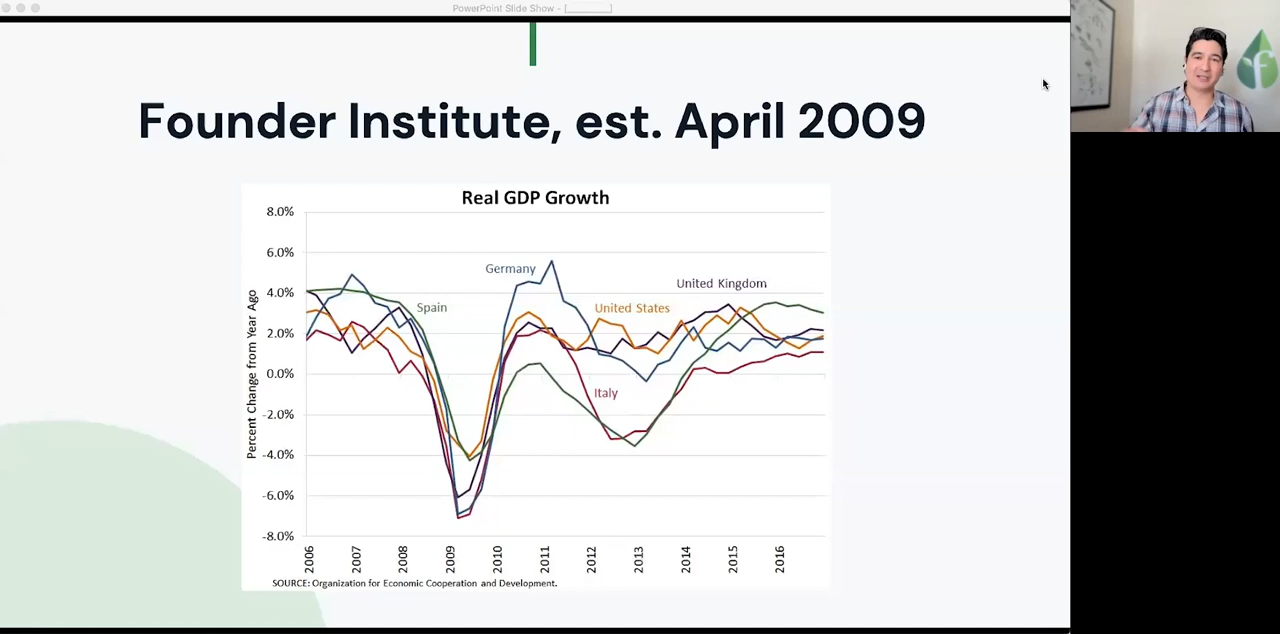 PowerPoint Slide Show - [________]
Founder Institute, est. April 2009
Real GDP Growth
Percent Change from Year Ago
8.0%
6.0%
4.0%
2.0%
0.0%
-2.0%
-4.0%
-6.0%
-8.0%
Germany
Spain
United States
United Kingdom
Italy
2006 2007 2008 2009 2010 2011 2012 2013 2014 2015 2016
SOURCE: Organization for Economic Cooperation and Development.
f